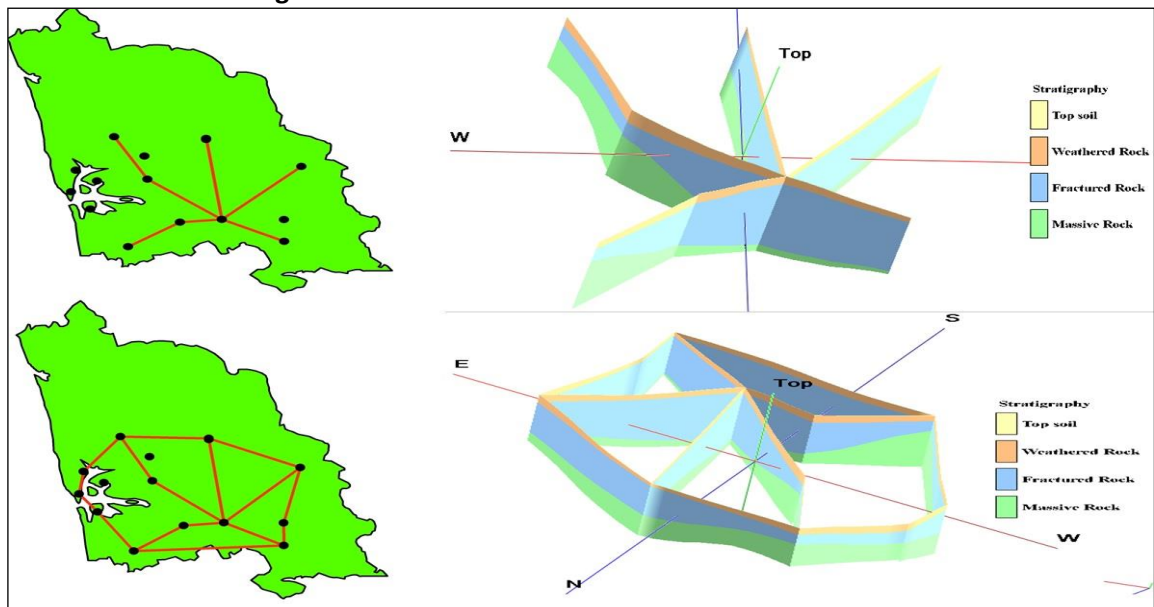 Top
W
Stratigraphy
Top soil
Weathered Rock
Fractured Rock
Massive Rock
S
E
Top
Stratigraphy
Top soil
Weathered Rock
Fractured Rock
Massive Rock
W
N